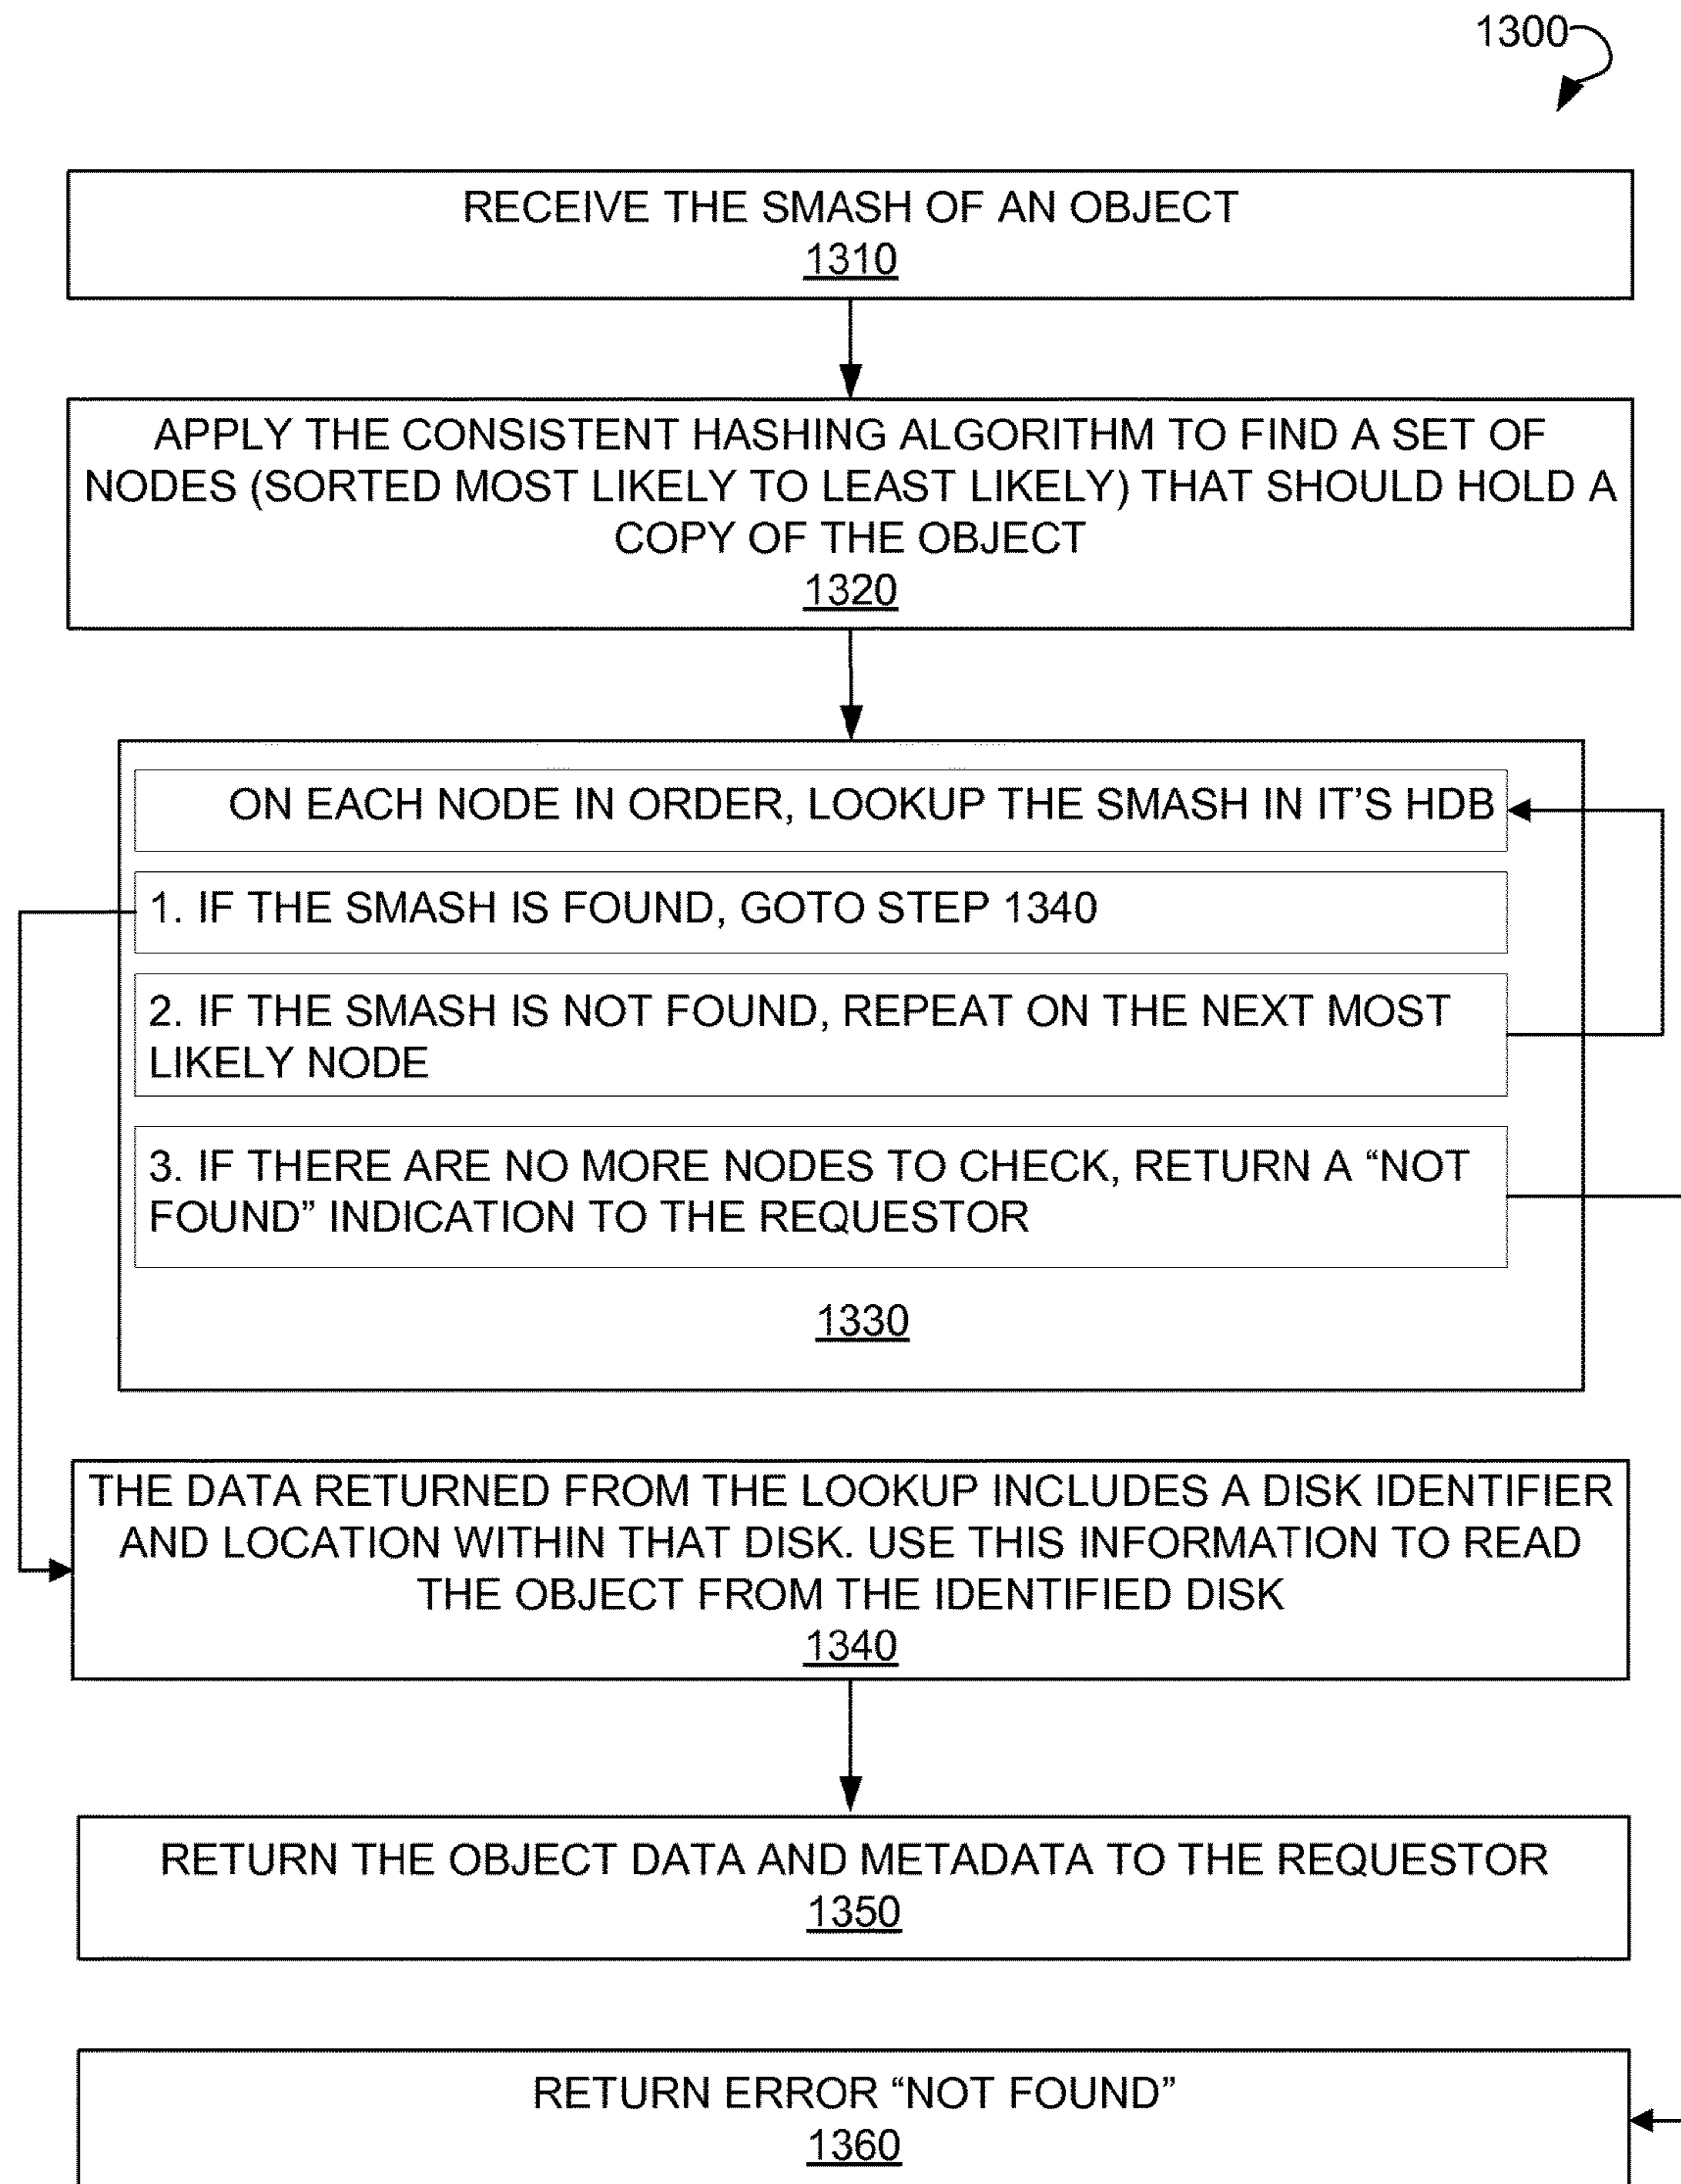 1300
RECEIVE THE SMASH OF AN OBJECT
1310
APPLY THE CONSISTENT HASHING ALGORITHM TO FIND A SET OF
NODES (SORTED MOST LIKELY TO LEAST LIKELY) THAT SHOULD HOLD A
COPY OF THE OBJECT
1320
ON EACH NODE IN ORDER, LOOKUP THE SMASH IN IT’S HDB
1. IF THE SMASH IS FOUND, GOTO STEP 1340
2. IF THE SMASH IS NOT FOUND, REPEAT ON THE NEXT MOST
LIKELY NODE
3. IF THERE ARE NO MORE NODES TO CHECK, RETURN A “NOT
FOUND” INDICATION TO THE REQUESTOR
1330
THE DATA RETURNED FROM THE LOOKUP INCLUDES A DISK IDENTIFIER
AND LOCATION WITHIN THAT DISK. USE THIS INFORMATION TO READ
THE OBJECT FROM THE IDENTIFIED DISK
1340
RETURN THE OBJECT DATA AND METADATA TO THE REQUESTOR
1350
RETURN ERROR “NOT FOUND”
1360